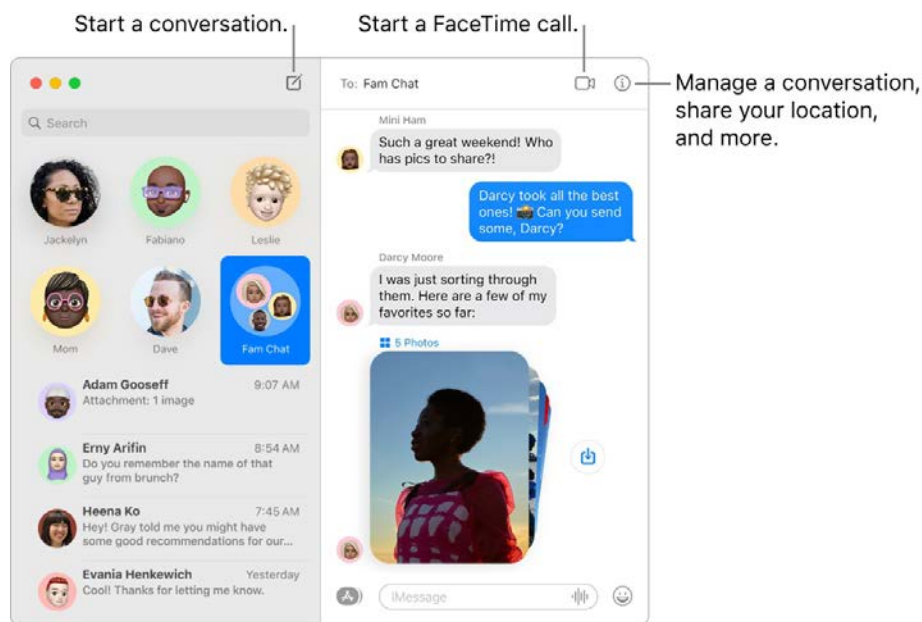 Start a conversation.
Start a FaceTime call.
Manage a conversation,
share your location,
and more.
Search
Jackelyn
Fabiano
Leslie
Mom
Dave
Fam Chat
Adam Gooseff 9:07 AM
Attachment: 1 image
Erny Arifin 8:54 AM
Do you remember the name of that
guy from brunch?
Heena Ko 7:45 AM
Hey! Gray told me you might have
some good recommendations for our...
Evania Henkewich Yesterday
Cool! Thanks for letting me know.
To: Fam Chat
Mini Ham
Such a great weekend! Who
has pics to share?!
Darcy took all the best
ones! 📸 Can you send
some, Darcy?
Darcy Moore
I was just sorting through
them. Here are a few of my
favorites so far:
5 Photos
iMessage